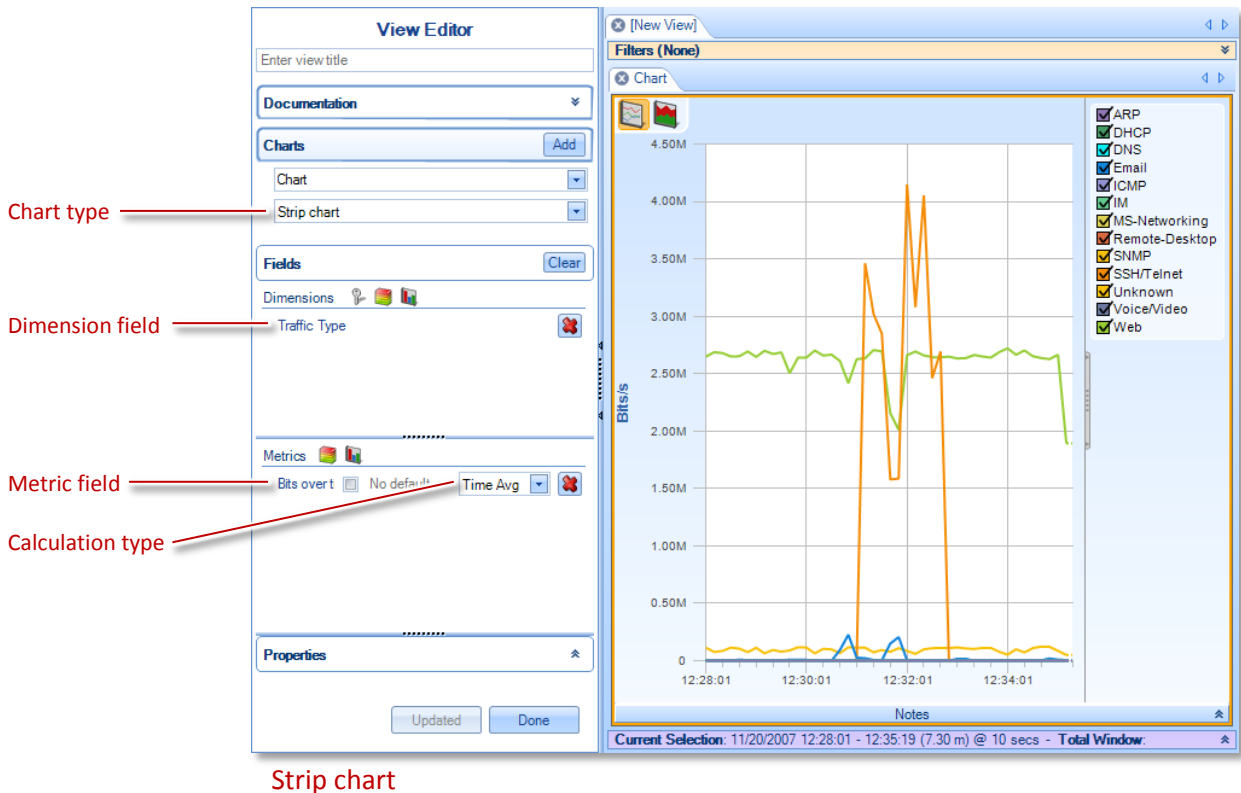 View Editor
Enter view title
Documentation
Charts
Add
Chart
Strip chart
Fields
Clear
Dimensions
Traffic Type
Metrics
Bits over t
No default
Time Avg
Properties
Updated
Done
Chart type
Dimension field
Metric field
Calculation type
[New View]
Filters (None)
Chart
4.50M
4.00M
3.50M
3.00M
2.50M
2.00M
1.50M
1.00M
0.50M
0
Bits/s
12:28:01
12:30:01
12:32:01
12:34:01
ARP
DHCP
DNS
Email
ICMP
IM
MS-Networking
Remote-Desktop
SNMP
SSH/Telnet
Unknown
Voice/Video
Web
Notes
Current Selection: 11/20/2007 12:28:01 - 12:35:19 (7.30 m) @ 10 secs - Total Window:
Strip chart